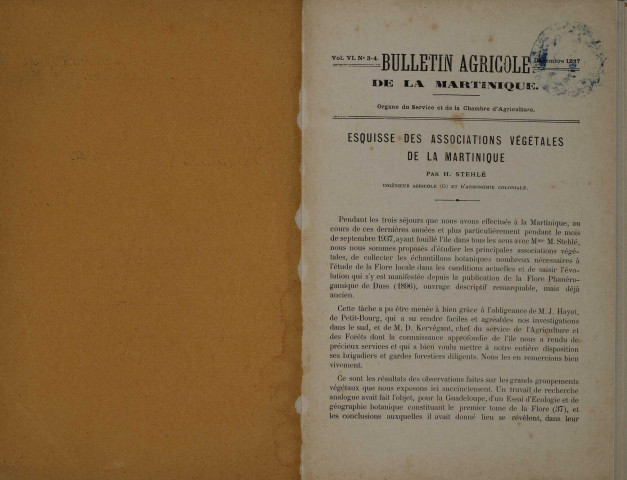 Vol. VI. N° 3-4.
BULLETIN AGRICOLE
Décembre 1937
DE LA MARTINIQUE.
Organe du Service et de la Chambre d'Agriculture.
ESQUISSE DES ASSOCIATIONS VÉGÉTALES
DE LA MARTINIQUE
PAR H. STEHLÉ
INGÉNIEUR AGRICOLE (G) ET D'AGRONOMIE COLONIALE.
Pendant les trois séjours que nous avons effectués à la Martinique, au
cours de ces dernières années et plus particulièrement pendant le mois
de septembre 1937, ayant fouillé l'île dans tous les sens avec Mme M. Stehlé,
nous nous sommes proposés d'étudier les principales associations végé-
tales, de collecter les échantillons botaniques nombreux nécessaires à
l'étude de la Flore locale dans les conditions actuelles et de saisir l'évo-
lution qui s'y est manifestée depuis la publication de la Flore Phanéro-
gamique de Duss (1896), ouvrage descriptif remarquable, mais déjà
ancien.
Cette tâche a pu être menée à bien grâce à l'obligeance de M. J. Hayot,
de Petit-Bourg, qui a su rendre faciles et agréables nos investigations
dans le sud, et de M. D. Kervégant, chef du service de l'Agriculture et
des Forêts dont la connaissance approfondie de l'île nous a rendu de
précieux services et qui a bien voulu mettre à notre entière disposition
ses brigadiers et gardes forestiers diligents. Nous les en remercions bien
vivement.
Ce sont les résultats des observations faites sur les grands groupements
végétaux que nous exposons ici succinctement. Un travail de recherche
analogue avait fait l'objet, pour la Guadeloupe, d'un Essai d'Ecologie et de
géographie botanique constituant le premier tome de la Flore (37), et
les conclusions auxquelles il avait donné lieu se révèlent, dans leur